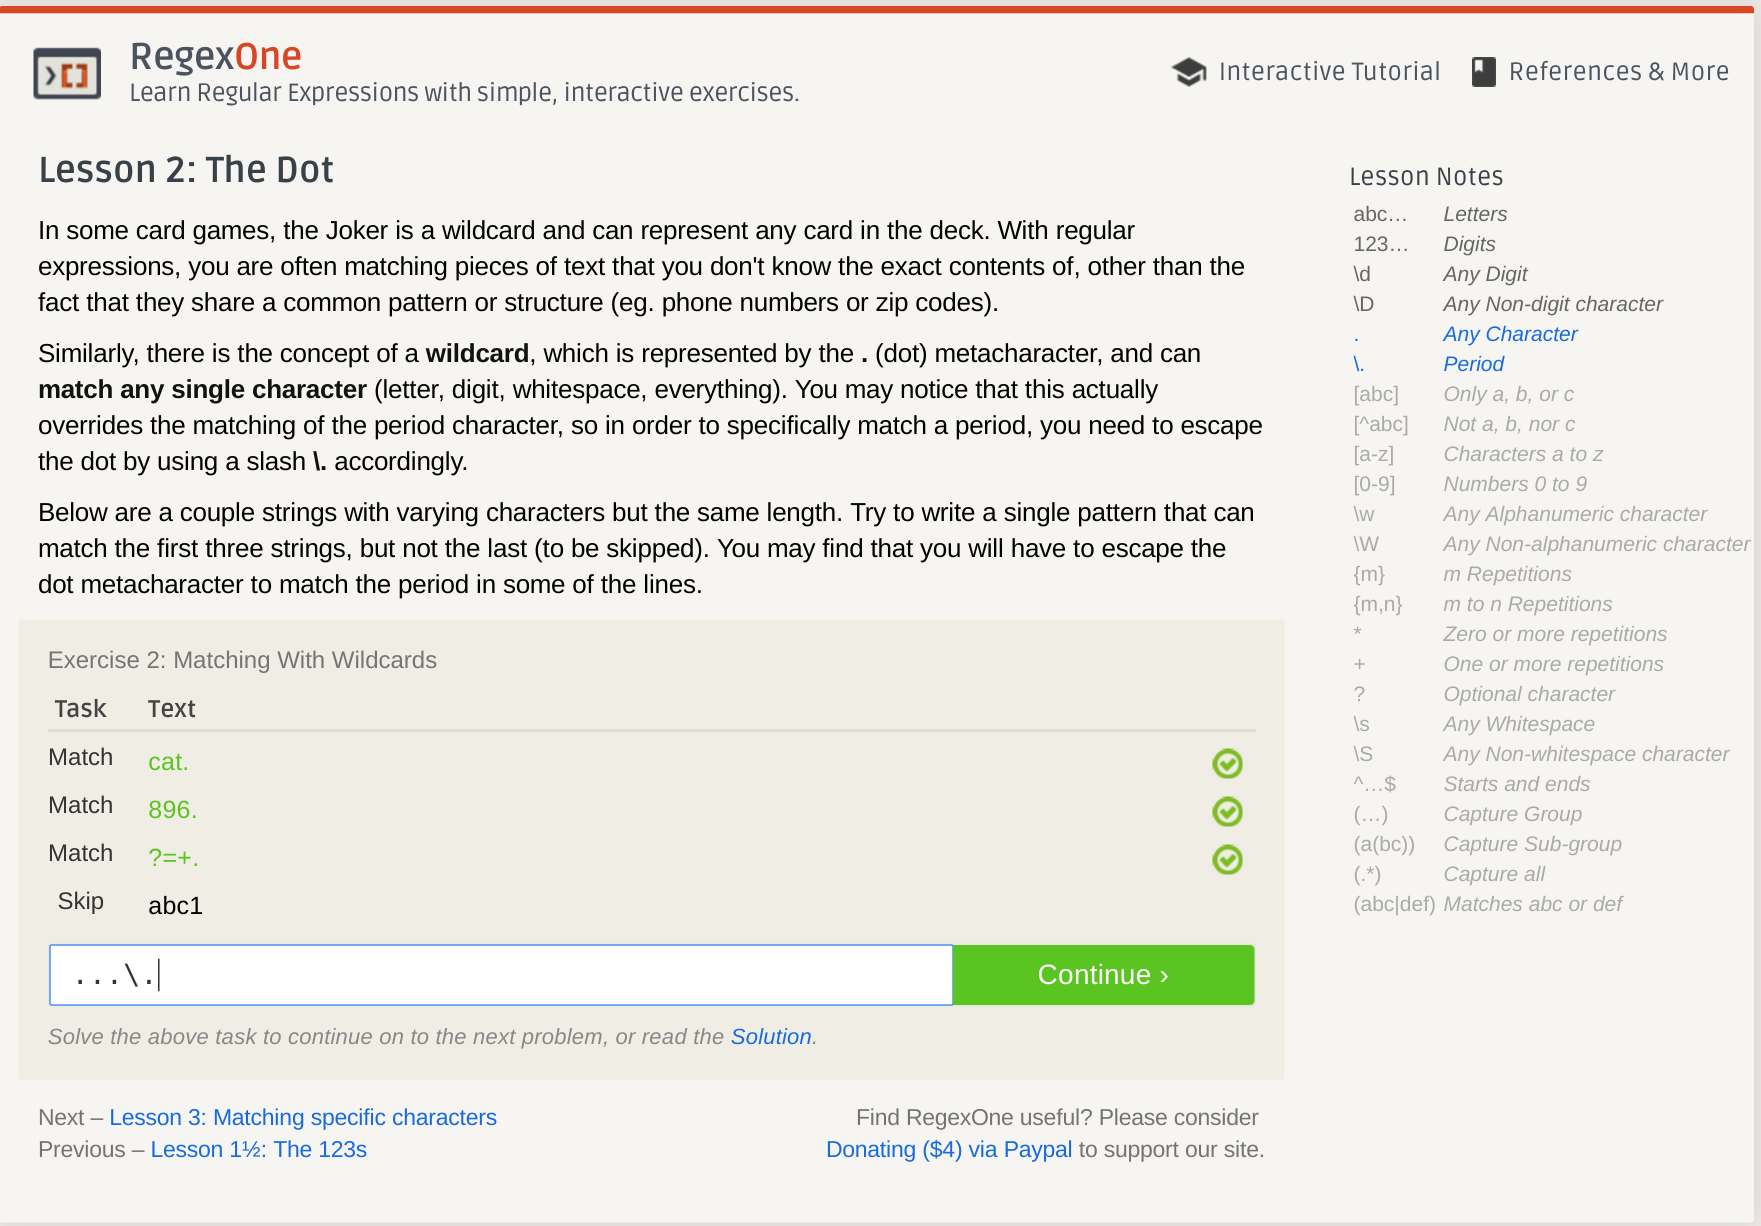 RegexOne
Learn Regular Expressions with simple, interactive exercises.
Interactive Tutorial
References & More
Lesson 2: The Dot
In some card games, the Joker is a wildcard and can represent any card in the deck. With regular
expressions, you are often matching pieces of text that you don't know the exact contents of, other than the
fact that they share a common pattern or structure (eg. phone numbers or zip codes).
Similarly, there is the concept of a wildcard, which is represented by the . (dot) metacharacter, and can
match any single character (letter, digit, whitespace, everything). You may notice that this actually
overrides the matching of the period character, so in order to specifically match a period, you need to escape
the dot by using a slash \. accordingly.
Below are a couple strings with varying characters but the same length. Try to write a single pattern that can
match the first three strings, but not the last (to be skipped). You may find that you will have to escape the
dot metacharacter to match the period in some of the lines.
Exercise 2: Matching With Wildcards
Task Text
Match cat.
Match 896.
Match ?=+.
Skip abc1
...\.
Continue ›
Solve the above task to continue on to the next problem, or read the Solution.
Next – Lesson 3: Matching specific characters
Previous – Lesson 1½: The 123s
Find RegexOne useful? Please consider
Donating ($4) via Paypal to support our site.
Lesson Notes
abc… Letters
123… Digits
\d Any Digit
\D Any Non-digit character
. Any Character
\. Period
[abc] Only a, b, or c
[^abc] Not a, b, nor c
[a-z] Characters a to z
[0-9] Numbers 0 to 9
\w Any Alphanumeric character
\W Any Non-alphanumeric character
{m} m Repetitions
{m,n} m to n Repetitions
* Zero or more repetitions
+ One or more repetitions
? Optional character
\s Any Whitespace
\S Any Non-whitespace character
^…$ Starts and ends
(…) Capture Group
(a(bc)) Capture Sub-group
(.*) Capture all
(abc|def) Matches abc or def